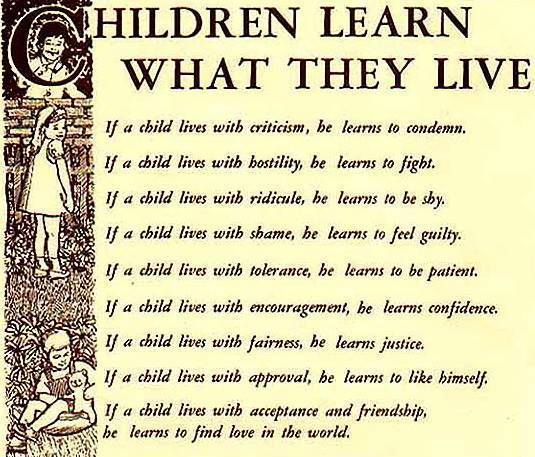 CHILDREN LEARN
WHAT THEY LIVE
If a child lives with criticism, he learns to condemn.
If a child lives with hostility, he learns to fight.
If a child lives with ridicule, he learns to be shy.
If a child lives with shame, he learns to feel guilty.
If a child lives with tolerance, he learns to be patient.
If a child lives with encouragement, he learns confidence.
If a child lives with fairness, he learns justice.
If a child lives with approval, he learns to like himself.
If a child lives with acceptance and friendship,
he learns to find love in the world.